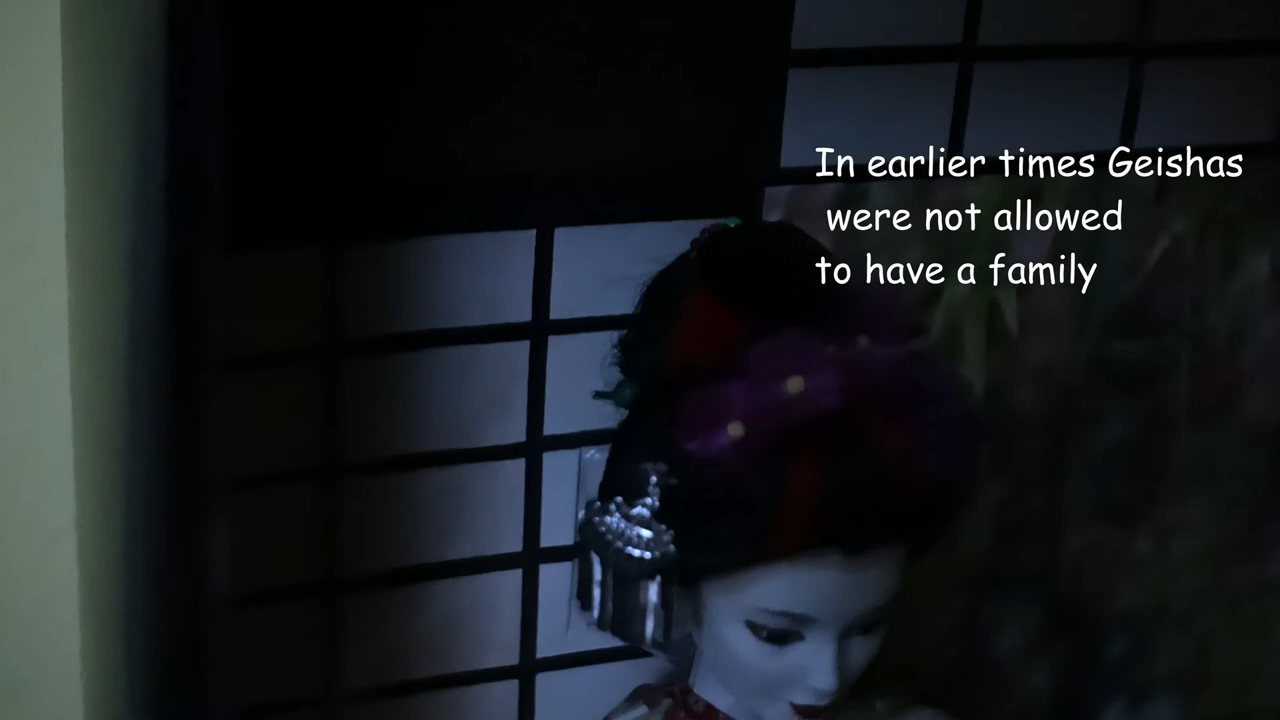 In earlier times Geishas
were not allowed
to have a family